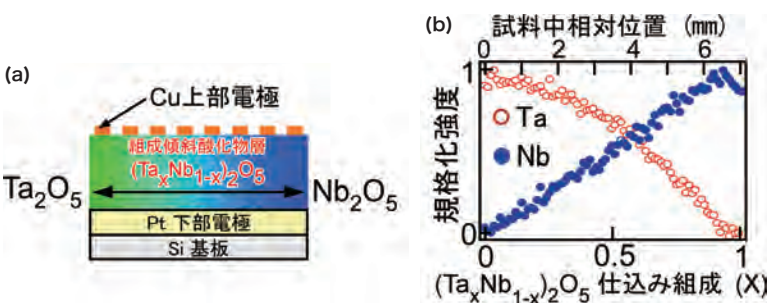 (a)
Cu上部電極
組成傾斜酸化物層
(TaxNb1-x)2O5
Ta2O5
Nb2O5
Pt 下部電極
Si 基板
(b)
試料中相対位置 (mm)
0 2 4 6
規格化強度
1
0
Ta
Nb
0 0.5 1
(TaxNb1-x)2O5 仕込み組成 (X)